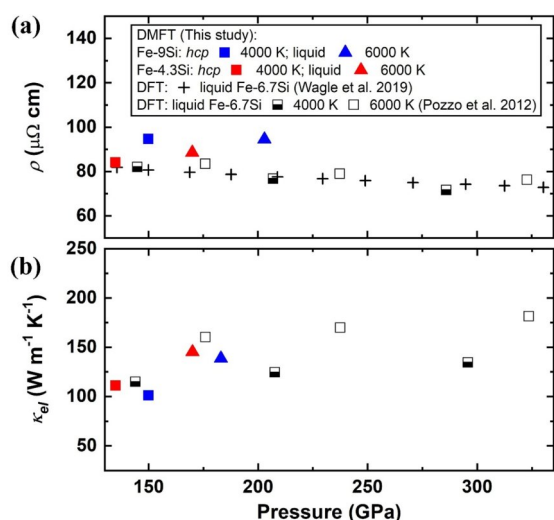 (a)
DMFT (This study):
Fe-9Si: hcp 4000 K; liquid 6000 K
Fe-4.3Si: hcp 4000 K; liquid 6000 K
DFT: liquid Fe-6.7Si (Wagle et al. 2019)
DFT: liquid Fe-6.7Si 4000 K 6000 K (Pozzo et al. 2012)
140
120
100
80
60
40
ρ (μΩ cm)
(b)
250
200
150
100
50
κel (W m-1 K-1)
150 200 250 300
Pressure (GPa)